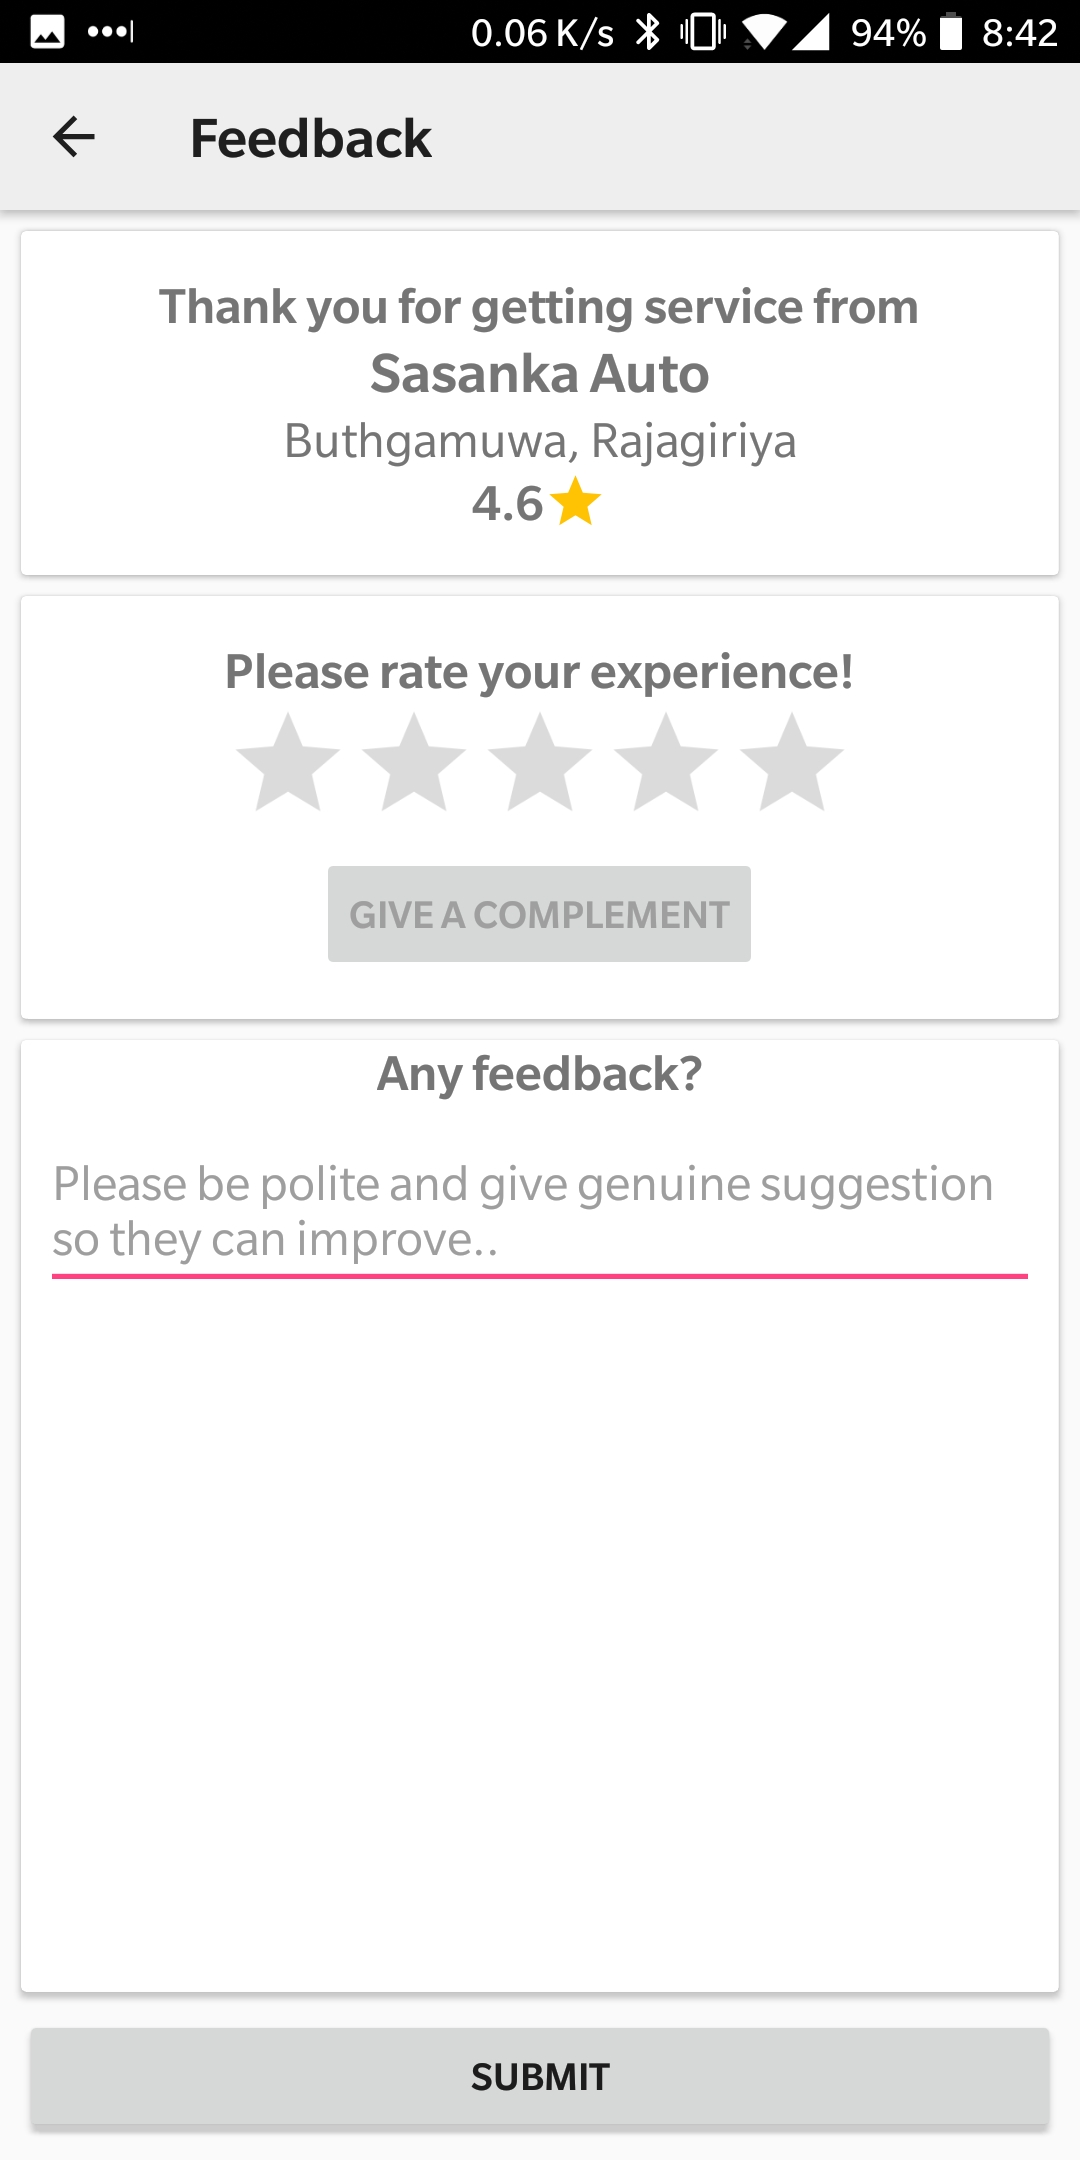 0.06 K/s 94% 8:42
Feedback
Thank you for getting service from
Sasanka Auto
Buthgamuwa, Rajagiriya
4.6
Please rate your experience!
GIVE A COMPLEMENT
Any feedback?
Please be polite and give genuine suggestion
so they can improve..
SUBMIT